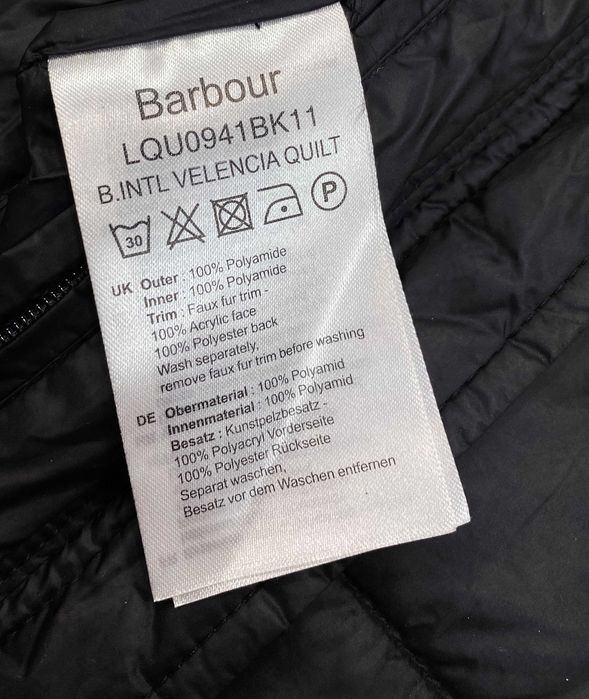 Barbour
LQU0941BK11
B.INTL VELENCIA QUILT
30 P
UK Outer : 100% Polyamide
Inner : 100% Polyamide
Trim : Faux fur trim -
100% Acrylic face
100% Polyester back
Wash separately,
remove faux fur trim before washing
DE Obermaterial : 100% Polyamid
Innenmaterial : 100% Polyamid
Besatz : Kunstpelzbesatz -
100% Polyacryl Vorderseite
100% Polyester Rückseite
Separat waschen,
Besatz vor dem Waschen entfernen